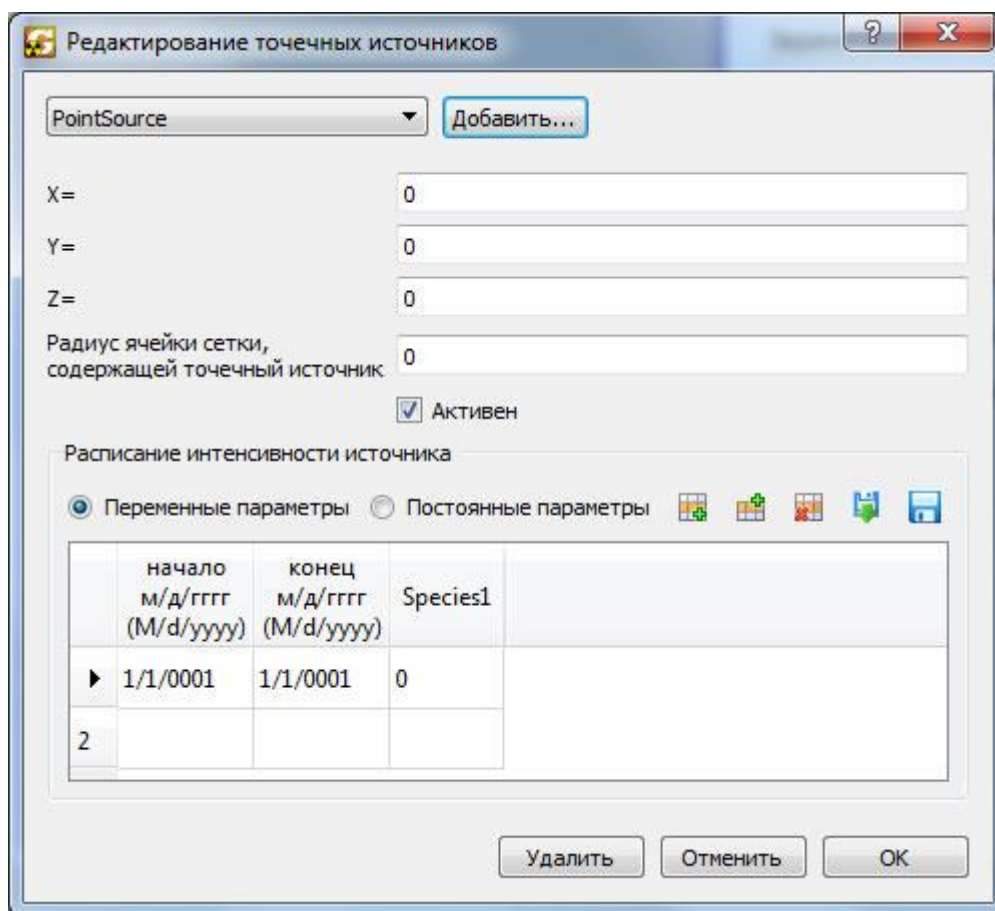 Редактирование точечных источников
PointSource
Добавить...
X=
0
Y=
0
Z=
0
Радиус ячейки сетки,
содержащей точечный источник
0
Активен
Расписание интенсивности источника
Переменные параметры
Постоянные параметры
начало
м/д/гггг
(M/d/yyyy)
конец
м/д/гггг
(M/d/yyyy)
Species1
1/1/0001
1/1/0001
0
2
Удалить
Отменить
OK